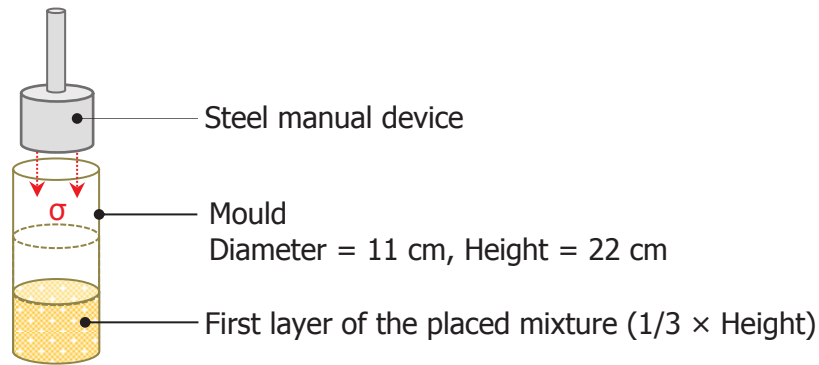 Steel manual device
σ
Mould
Diameter = 11 cm, Height = 22 cm
First layer of the placed mixture (1/3 × Height)